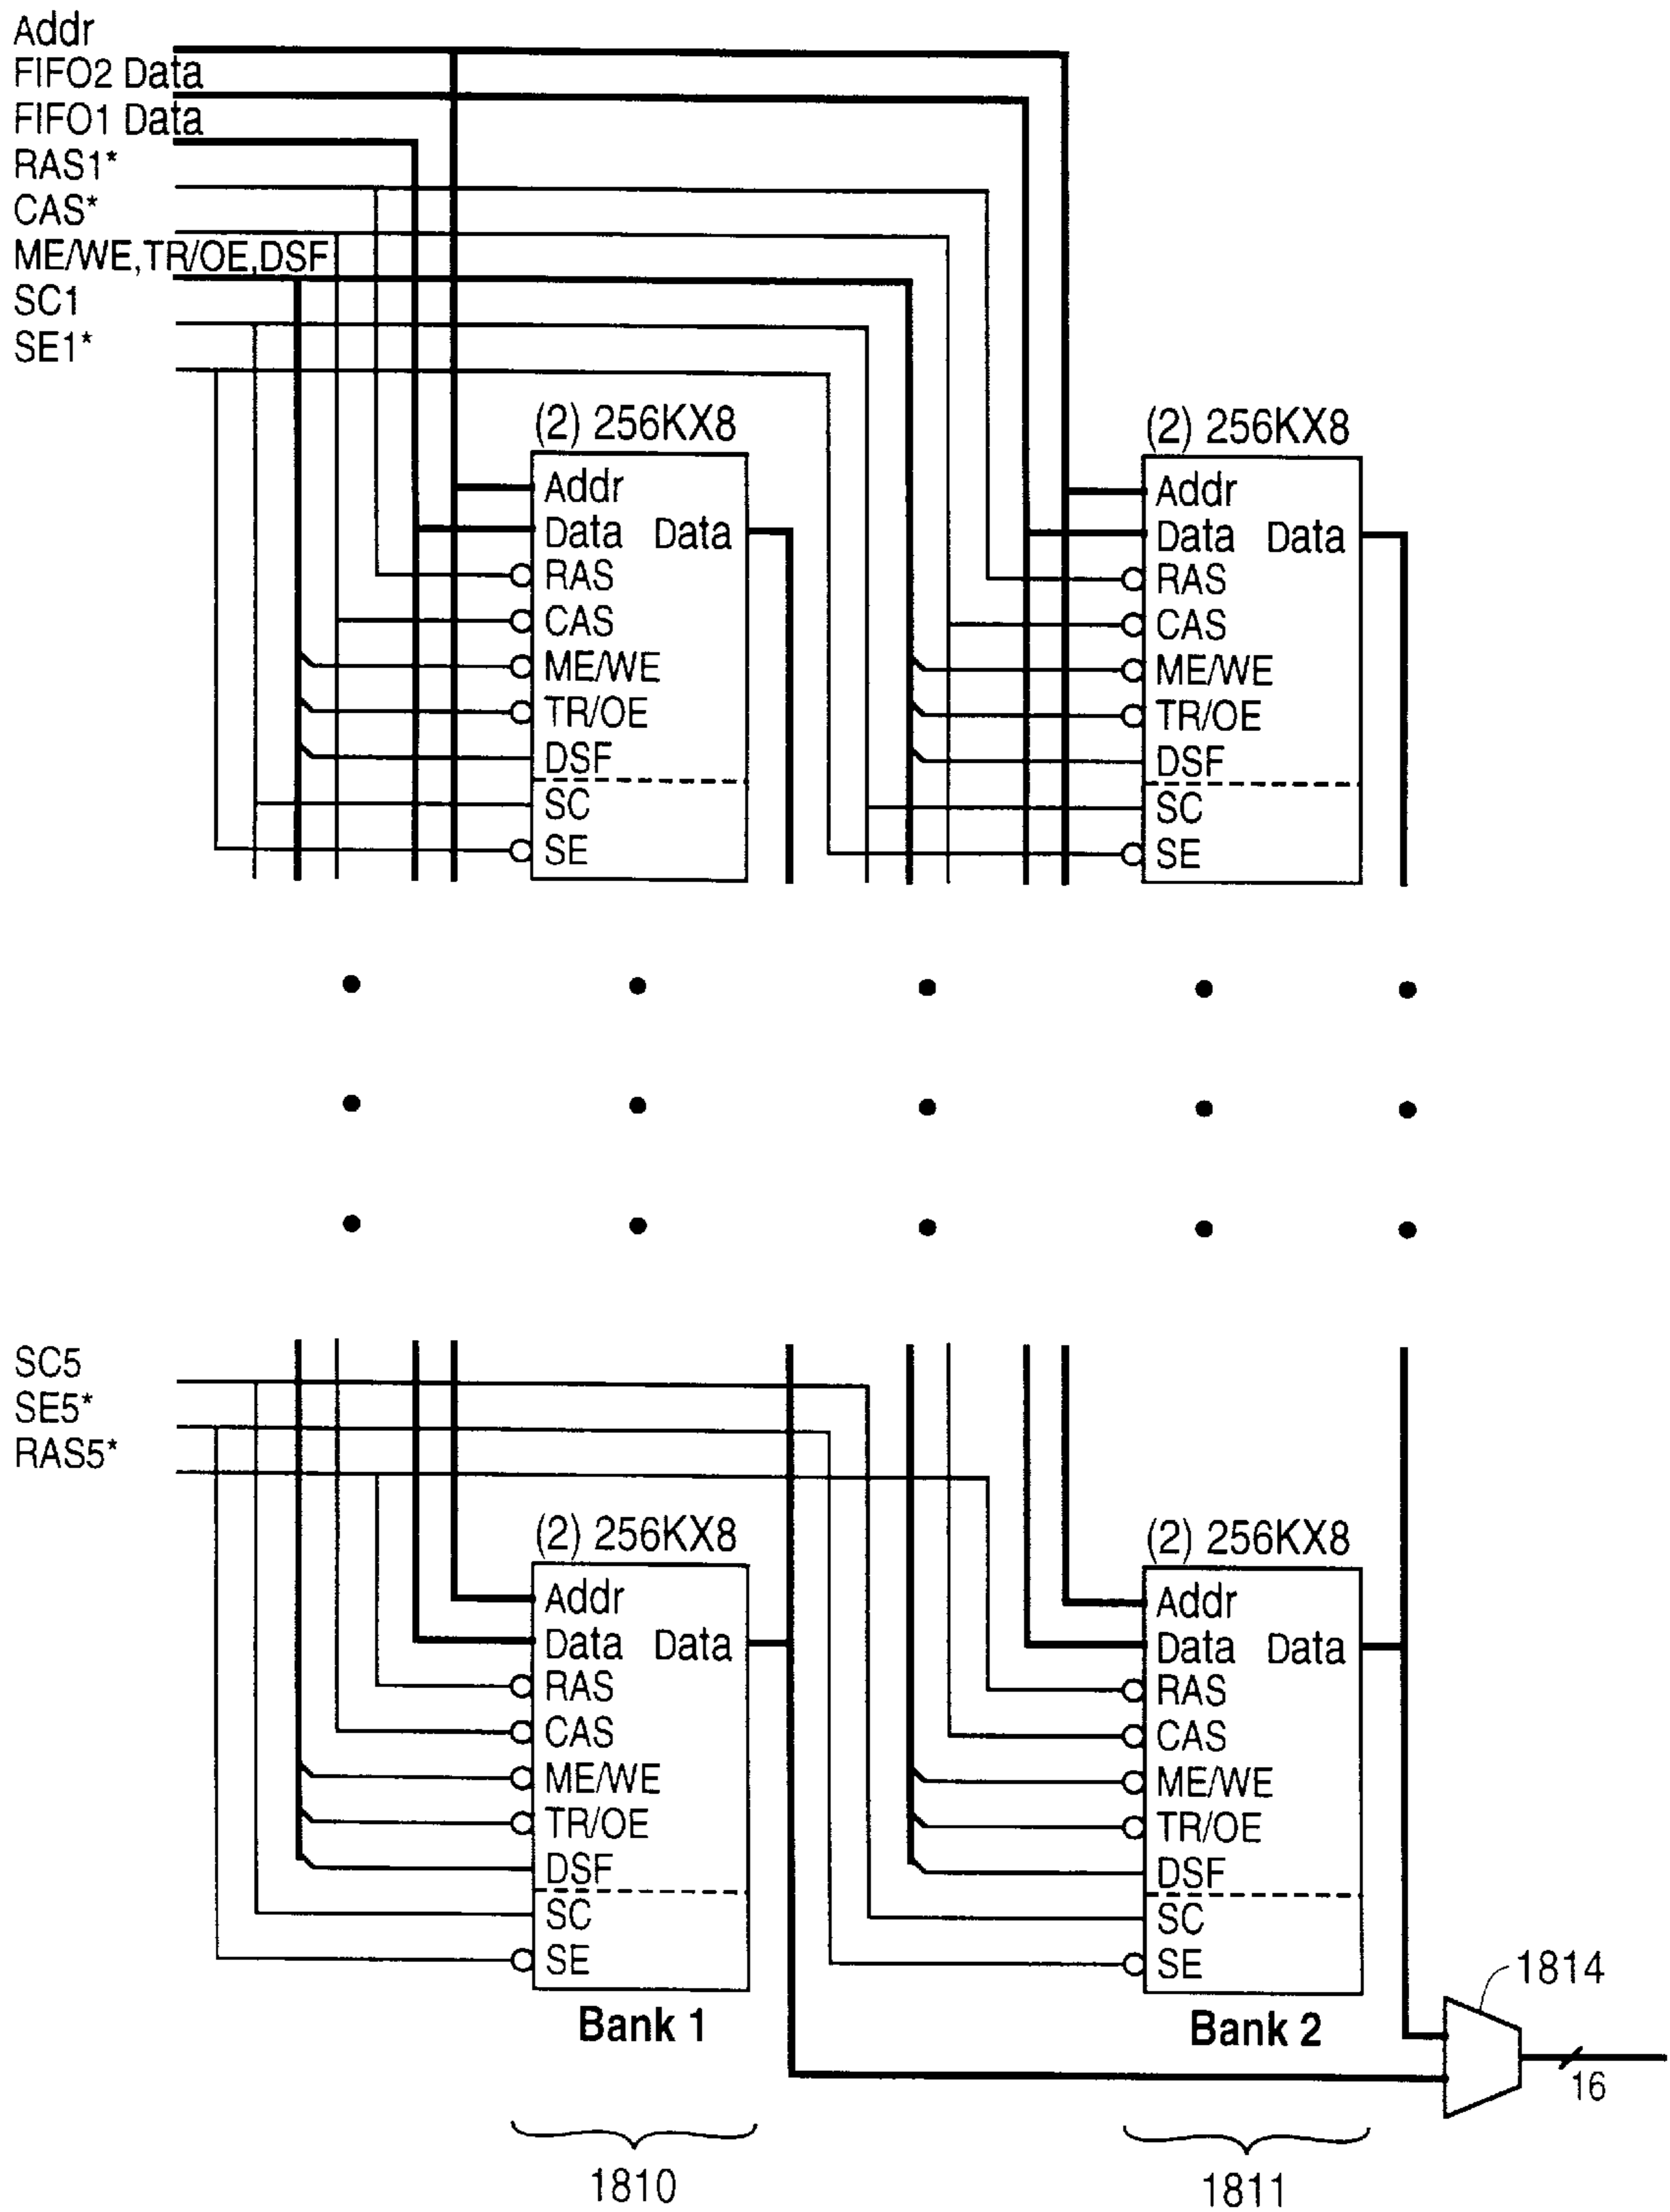 Addr
FIFO2 Data
FIFO1 Data
RAS1*
CAS*
ME/WE,TR/OE,DSF
SC1
SE1*
(2) 256KX8
Addr
Data Data
RAS
CAS
ME/WE
TR/OE
DSF
SC
SE
(2) 256KX8
Addr
Data Data
RAS
CAS
ME/WE
TR/OE
DSF
SC
SE
SC5
SE5*
RAS5*
(2) 256KX8
Addr
Data Data
RAS
CAS
ME/WE
TR/OE
DSF
SC
SE
Bank 1
(2) 256KX8
Addr
Data Data
RAS
CAS
ME/WE
TR/OE
DSF
SC
SE
Bank 2
1814
16
1810
1811